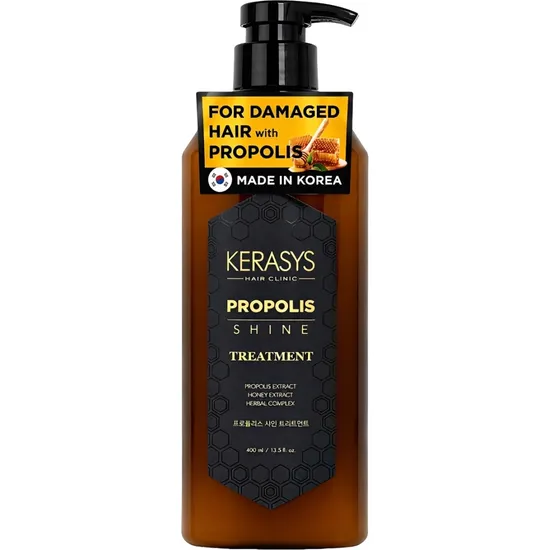 FOR DAMAGED
HAIR with
PROPOLIS
MADE IN KOREA
KERASYS
HAIR CLINIC
PROPOLIS
SHINE
TREATMENT
PROPOLIS EXTRACT
HONEY EXTRACT
HERBAL COMPLEX
프로폴리스 샤인 트리트먼트
400 ml / 13.5 fl. oz.